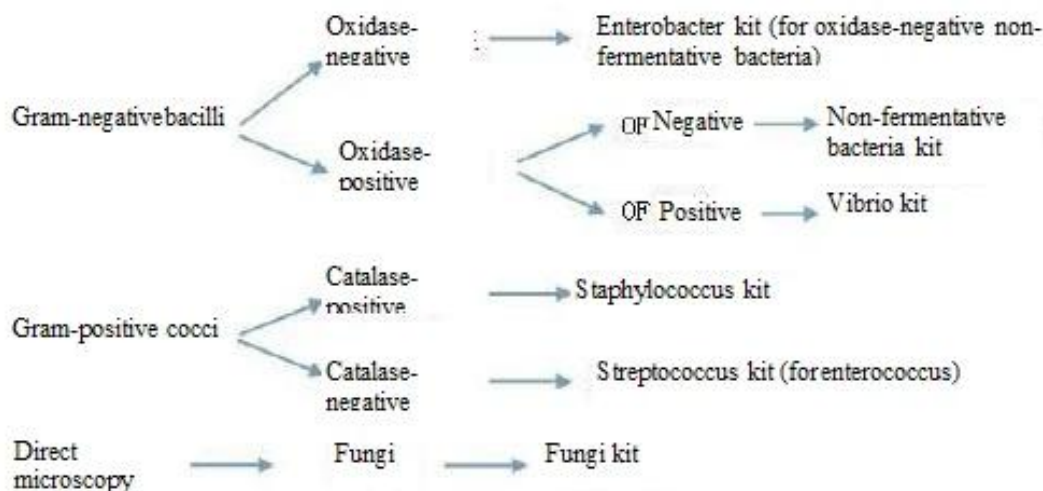 Oxidase-
negative
Enterobacter kit (for oxidase-negative non-
fermentative bacteria)
Gram-negativebacilli
OF Negative
Non-fermentative
bacteria kit
Oxidase-
positive
OF Positive
Vibrio kit
Catalase-
positive
Staphylococcus kit
Gram-positive cocci
Catalase-
negative
Streptococcus kit (forenterococcus)
Direct
microscopy
Fungi
Fungi kit